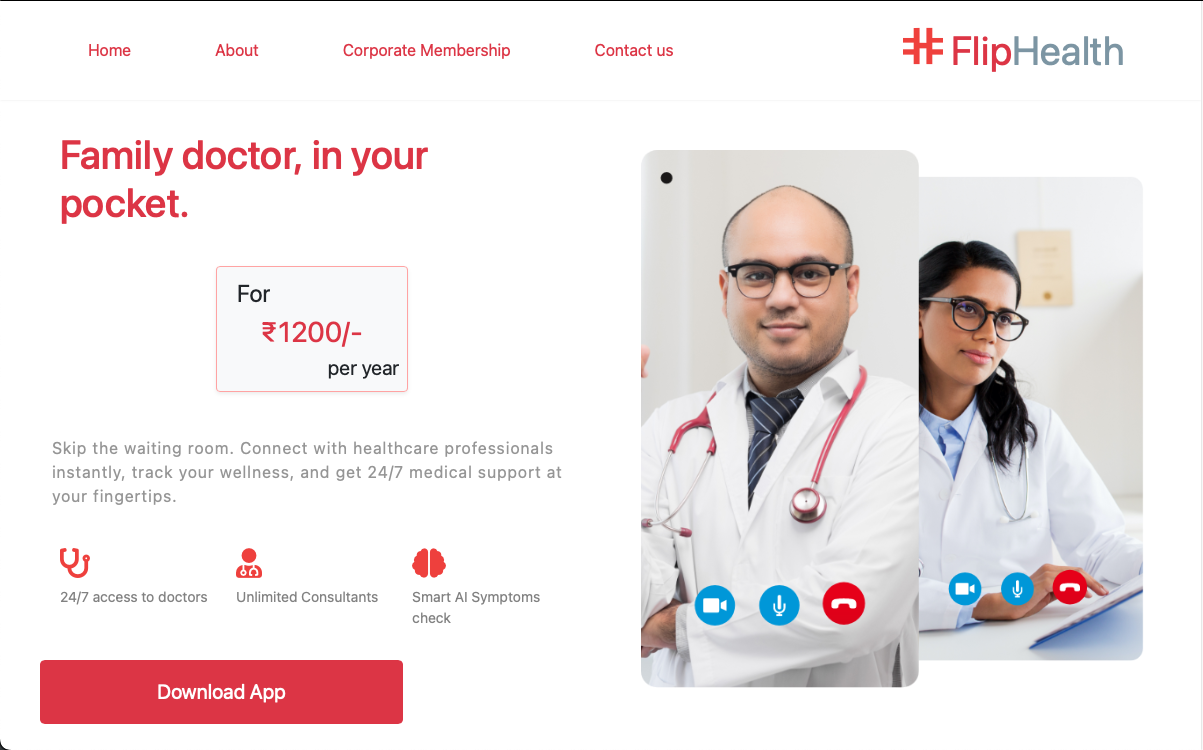 Home About Corporate Membership Contact us FlipHealth
Family doctor, in your
pocket.
For
₹1200/-
per year
Skip the waiting room. Connect with healthcare professionals
instantly, track your wellness, and get 24/7 medical support at
your fingertips.
24/7 access to doctors Unlimited Consultants Smart AI Symptoms
check
Download App